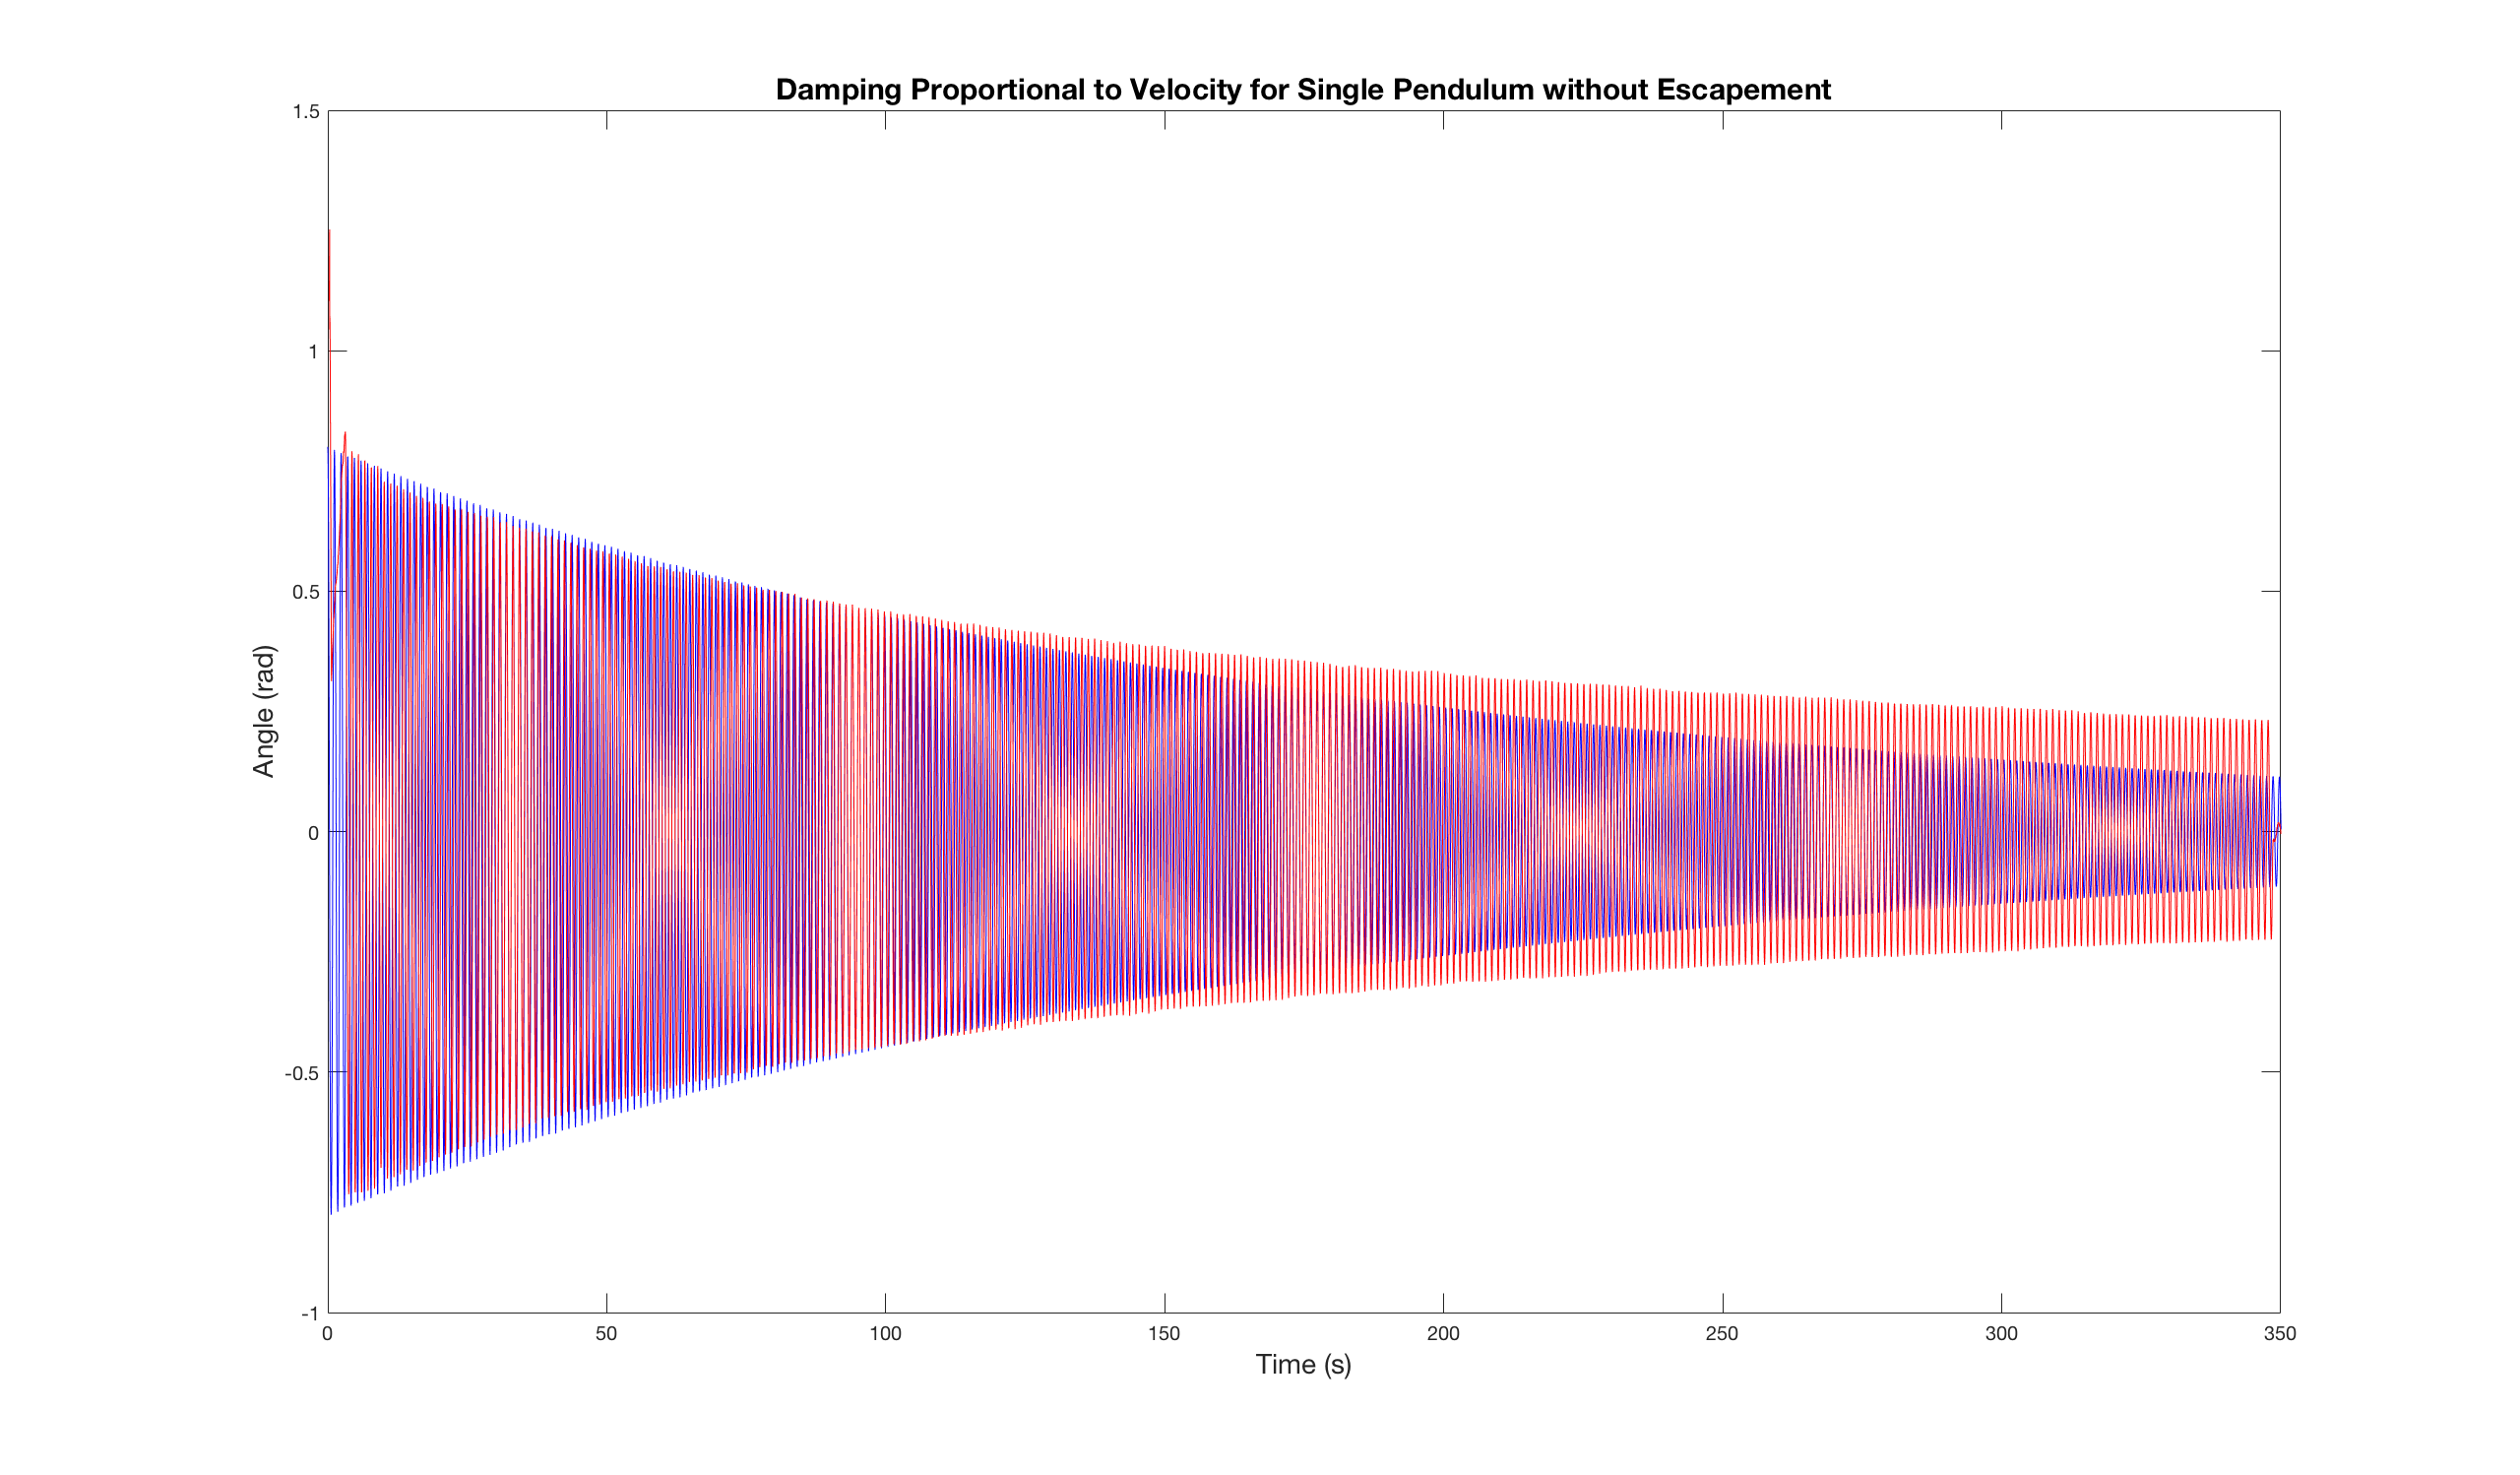 Damping Proportional to Velocity for Single Pendulum without Escapement
1.5
1
0.5
0
-0.5
-1
Angle (rad)
0 50 100 150 200 250 300 350
Time (s)